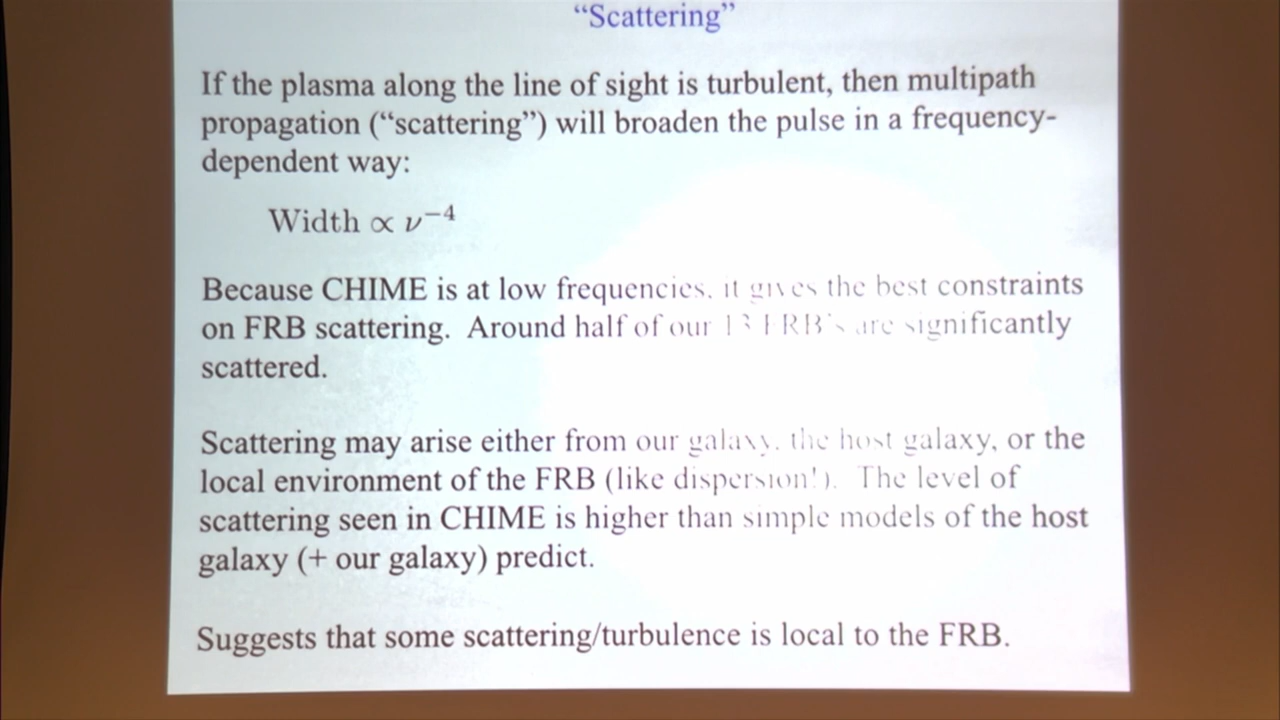 “Scattering”
If the plasma along the line of sight is turbulent, then multipath
propagation (“scattering”) will broaden the pulse in a frequency-
dependent way:
Width ∝ ν⁻⁴
Because CHIME is at low frequencies, it gives the best constraints
on FRB scattering. Around half of our 13 FRB’s are significantly
scattered.
Scattering may arise either from our galaxy, the host galaxy, or the
local environment of the FRB (like dispersion!). The level of
scattering seen in CHIME is higher than simple models of the host
galaxy (+ our galaxy) predict.
Suggests that some scattering/turbulence is local to the FRB.